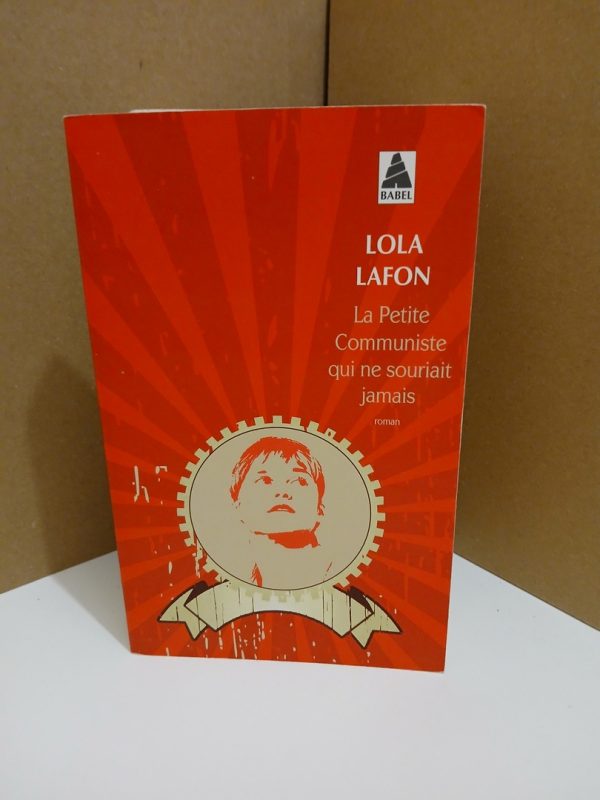 BABEL
LOLA
LAFON
La Petite
Communiste
qui ne souriait
jamais
roman